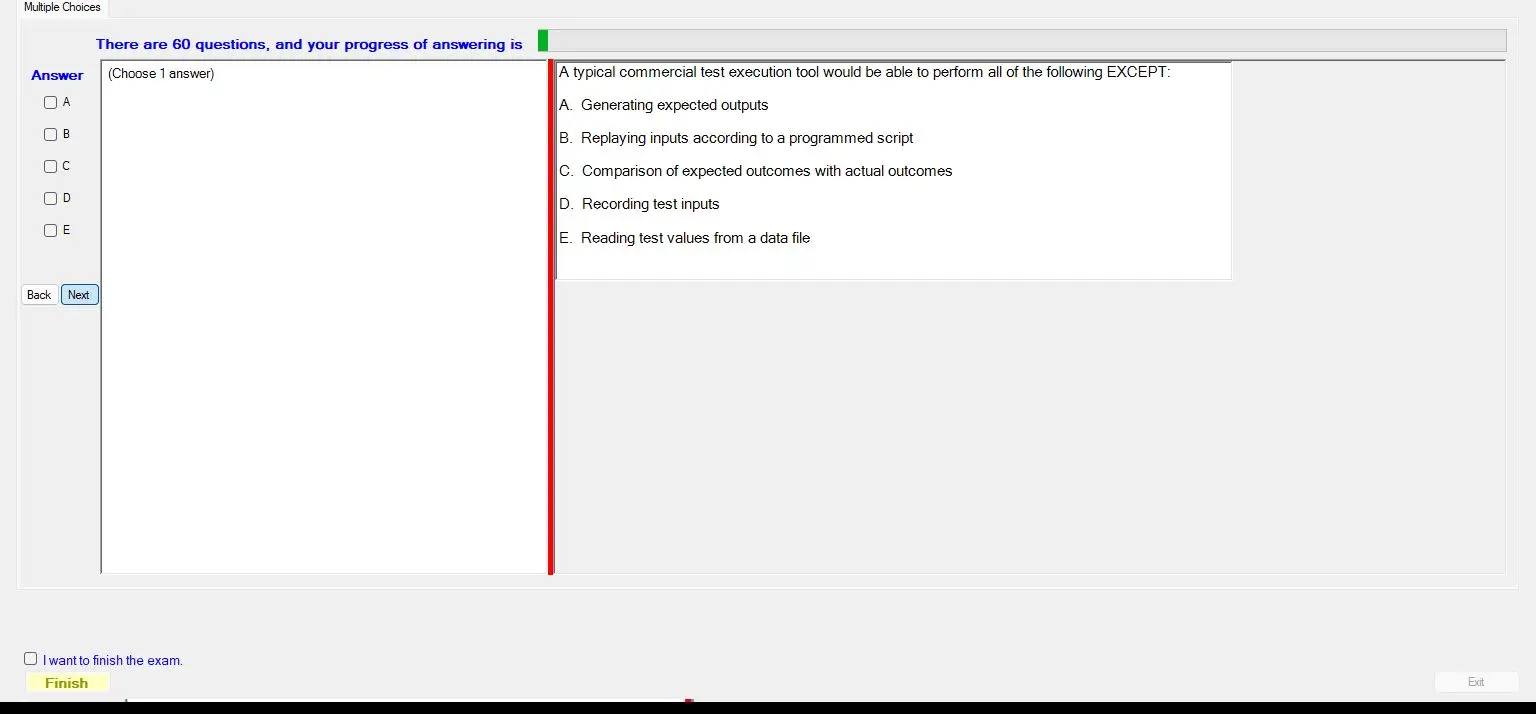 Multiple Choices
There are 60 questions, and your progress of answering is
Answer
(Choose 1 answer)
A
B
C
D
E
Back
Next
A typical commercial test execution tool would be able to perform all of the following EXCEPT:
A. Generating expected outputs
B. Replaying inputs according to a programmed script
C. Comparison of expected outcomes with actual outcomes
D. Recording test inputs
E. Reading test values from a data file
I want to finish the exam.
Finish
Exit